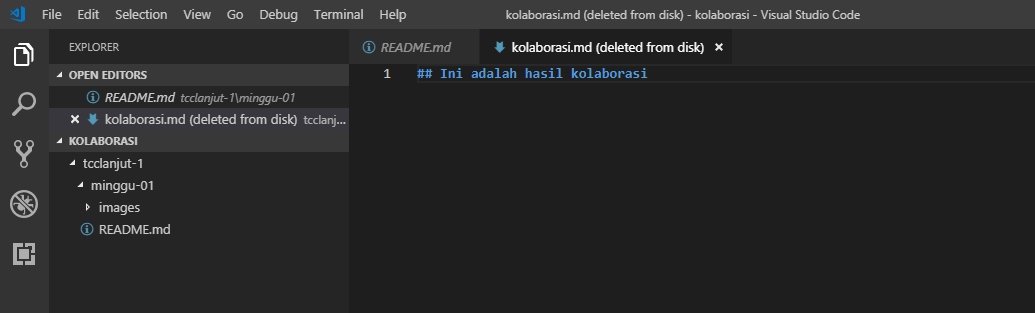 File Edit Selection View Go Debug Terminal Help kolaborasi.md (deleted from disk) - kolaborasi - Visual Studio Code
EXPLORER
OPEN EDITORS
README.md tcclanjut-1\minggu-01
kolaborasi.md (deleted from disk) tcclanj...
KOLABORASI
tcclanjut-1
minggu-01
images
README.md
README.md kolaborasi.md (deleted from disk)
1 ## Ini adalah hasil kolaborasi